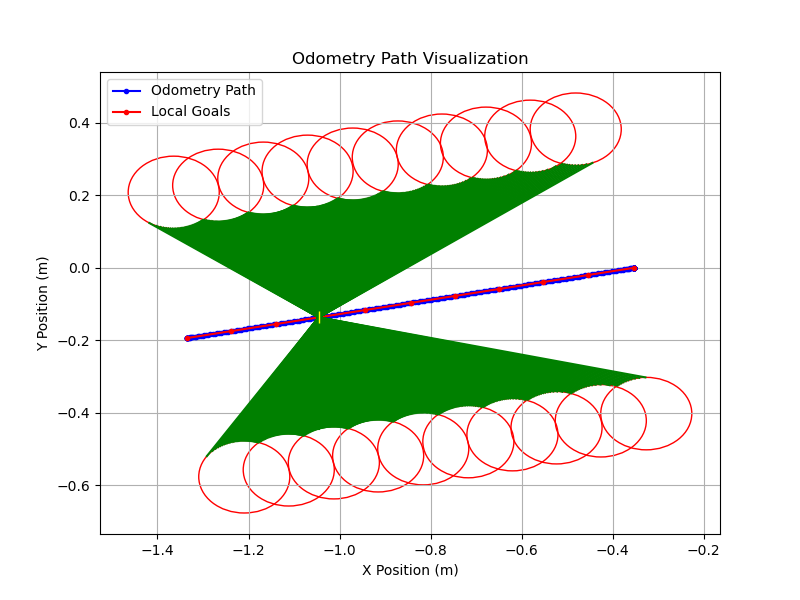 Odometry Path Visualization
Odometry Path
Local Goals
Y Position (m)
0.4
0.2
0.0
−0.2
−0.4
−0.6
−1.4 −1.2 −1.0 −0.8 −0.6 −0.4 −0.2
X Position (m)